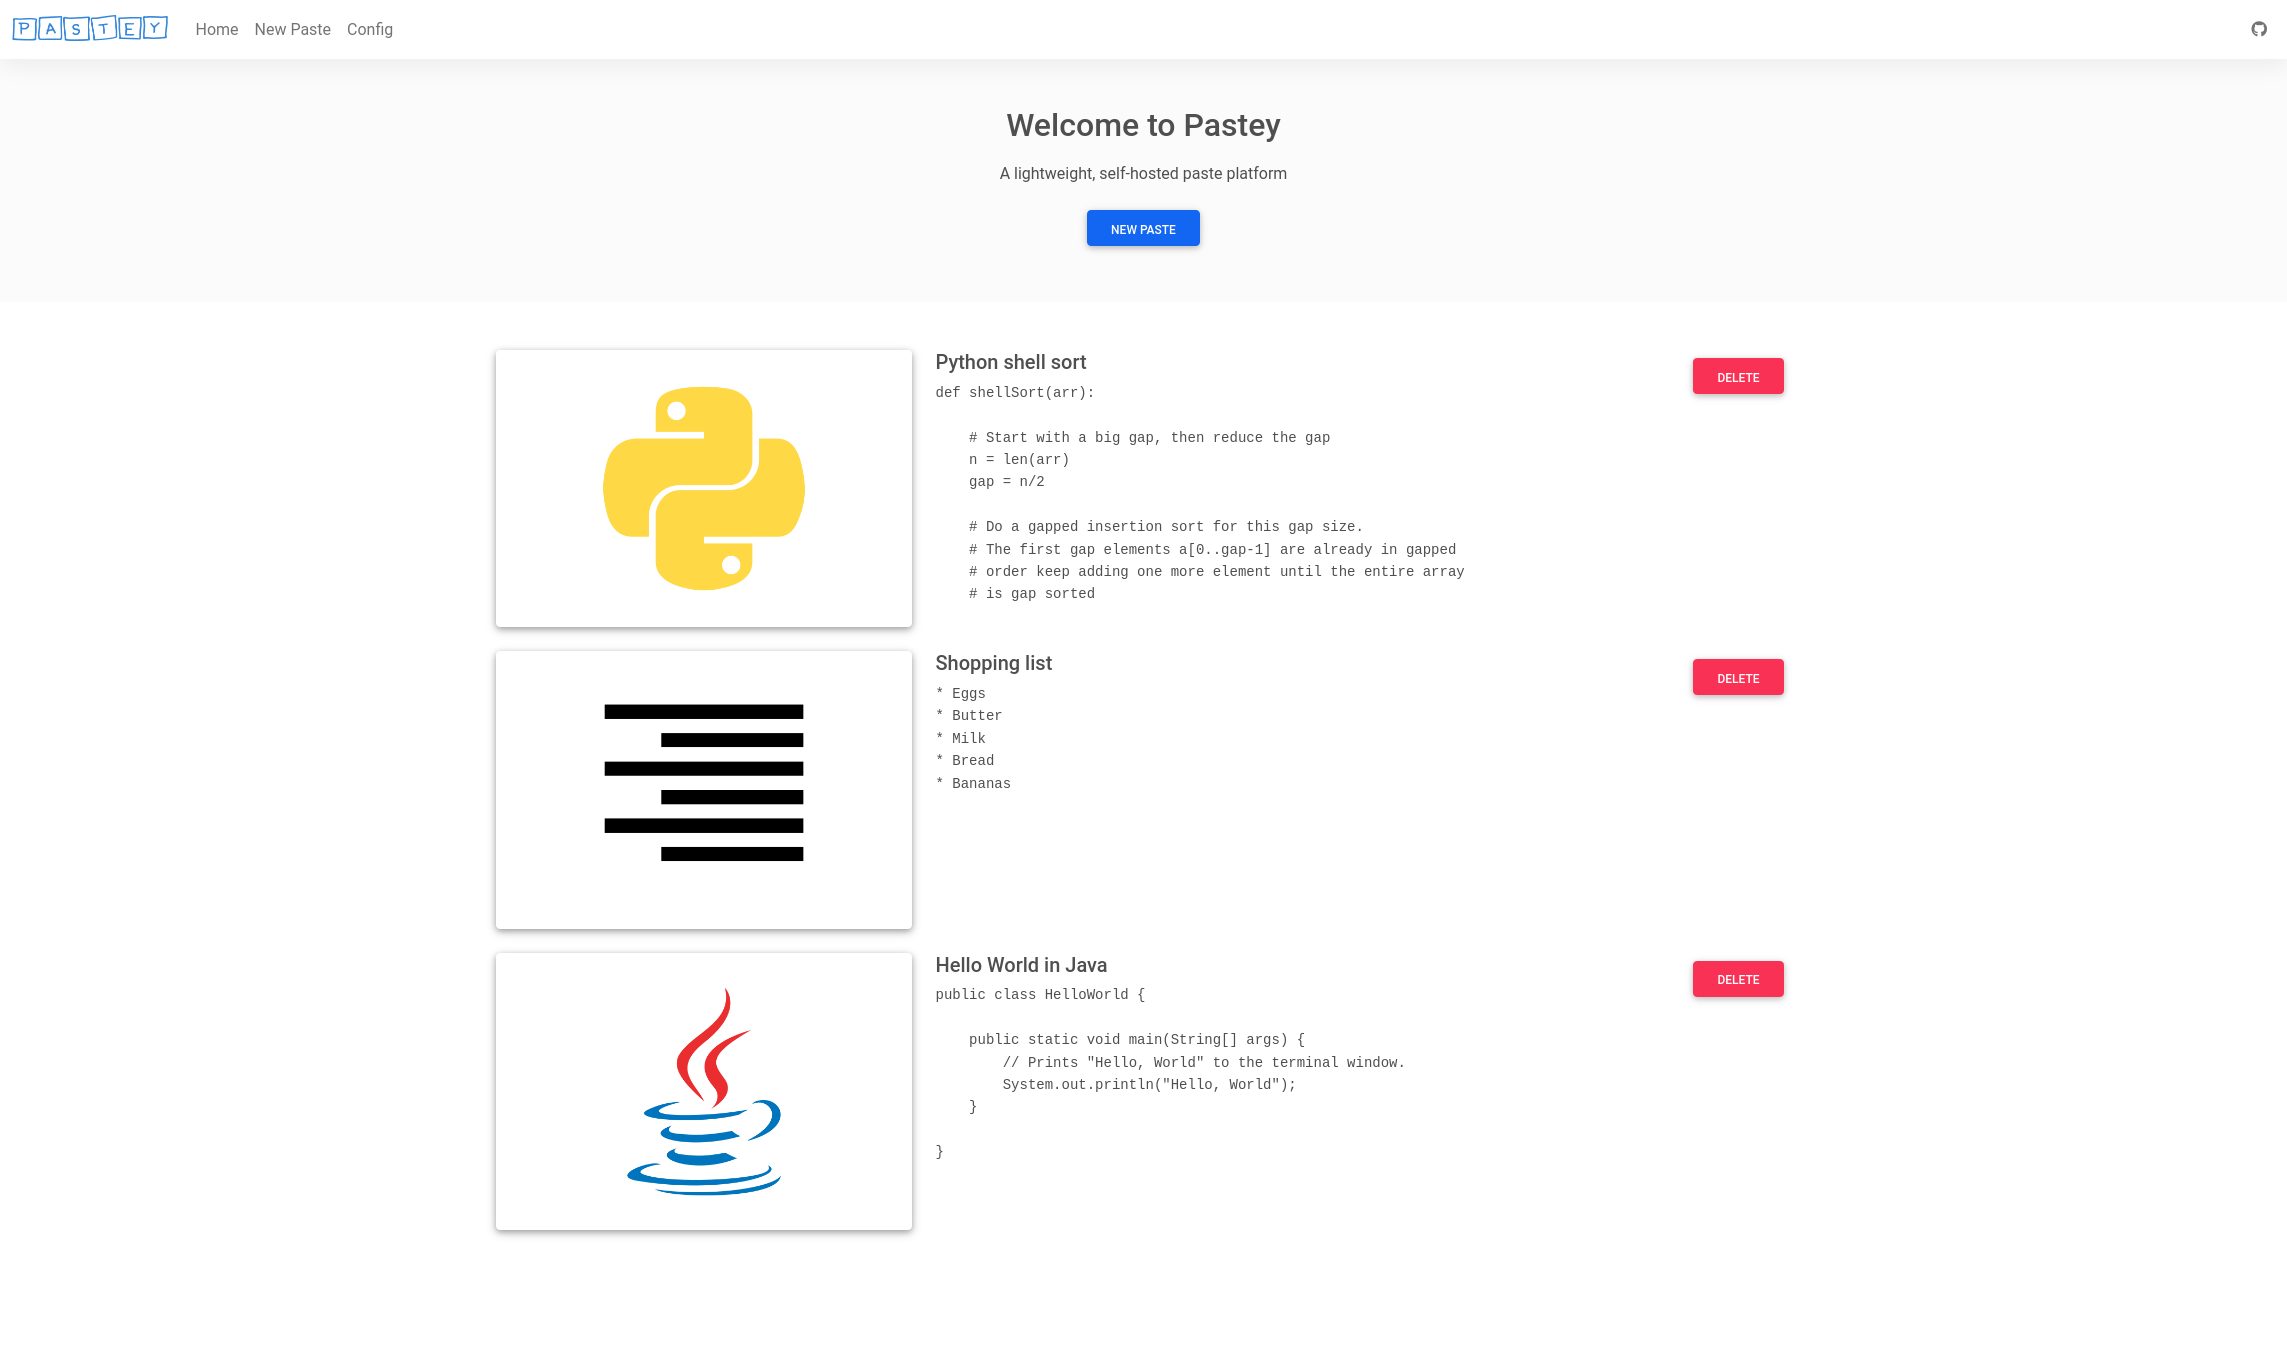 PASTEY Home New Paste Config
Welcome to Pastey
A lightweight, self-hosted paste platform
NEW PASTE
Python shell sort
DELETE
def shellSort(arr):
    # Start with a big gap, then reduce the gap
    n = len(arr)
    gap = n/2
    # Do a gapped insertion sort for this gap size.
    # The first gap elements a[0..gap-1] are already in gapped
    # order keep adding one more element until the entire array
    # is gap sorted
Shopping list
DELETE
* Eggs
* Butter
* Milk
* Bread
* Bananas
Hello World in Java
DELETE
public class HelloWorld {
    public static void main(String[] args) {
        // Prints "Hello, World" to the terminal window.
        System.out.println("Hello, World");
    }
}